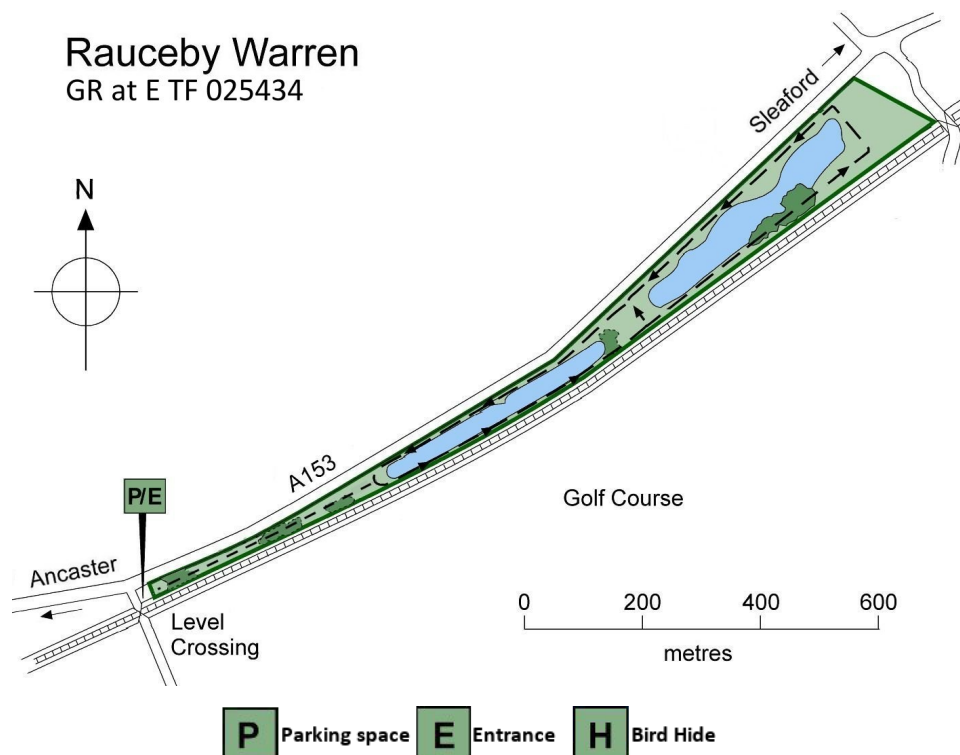 Rauceby Warren
GR at E TF 025434
N
Sleaford
A153
P/E
Golf Course
Ancaster
Level
Crossing
0 200 400 600
metres
P Parking space E Entrance H Bird Hide